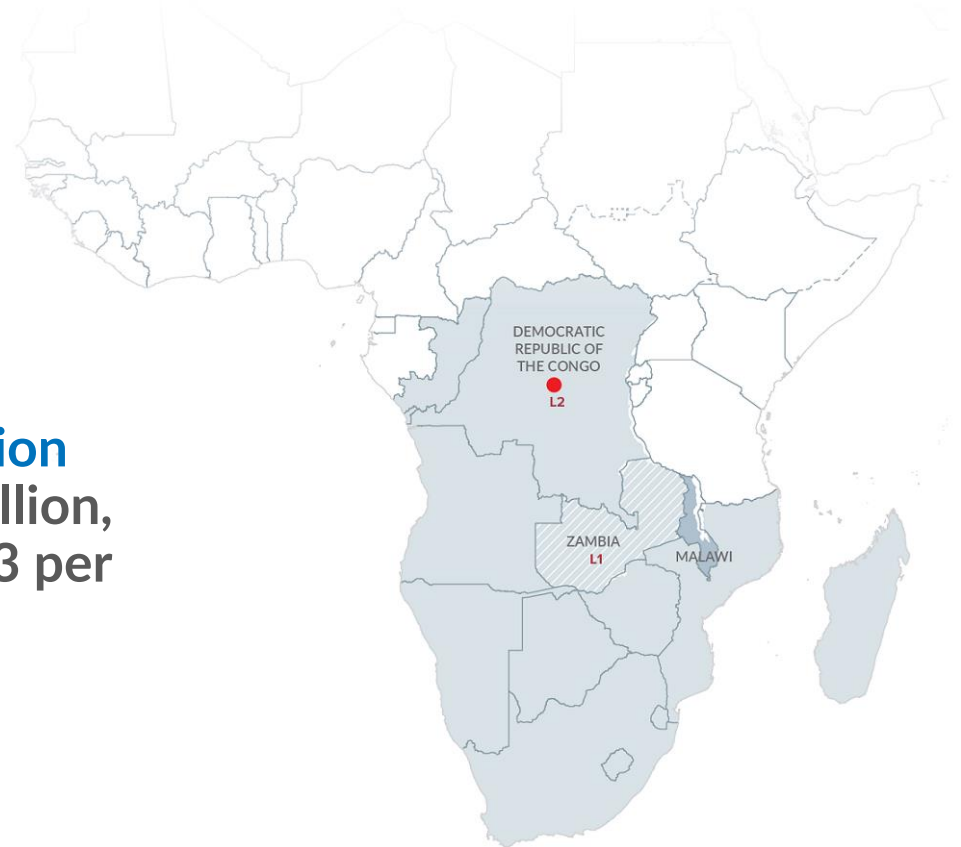 ion
llion,
3 per
DEMOCRATIC
REPUBLIC OF
THE CONGO
L2
ZAMBIA
L1
MALAWI